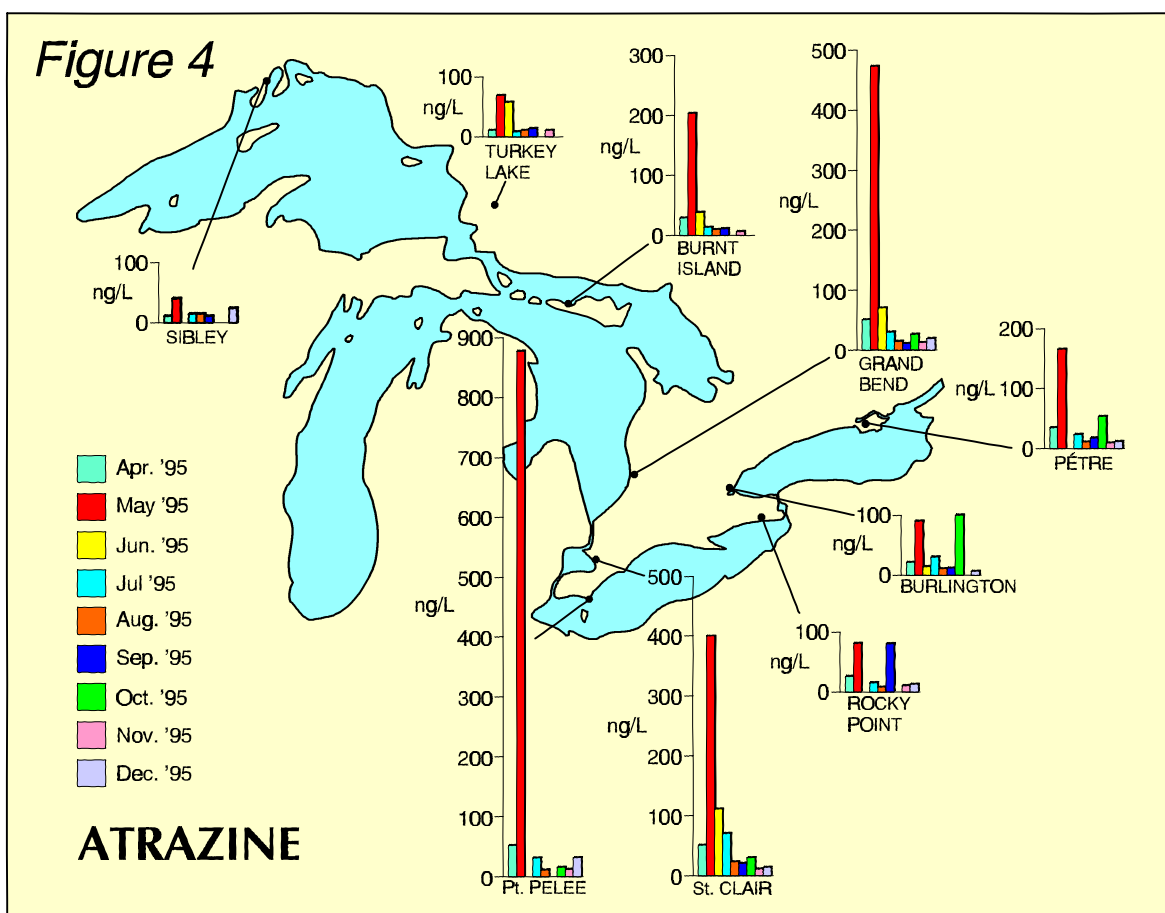 Figure 4
100
ng/L
0
TURKEY
LAKE
300
200
ng/L
100
0
BURNT
ISLAND
500
400
300
ng/L
200
100
0
GRAND
BEND
100
ng/L
0
SIBLEY
200
ng/L
100
0
PÉTRE
900
800
700
600
500
ng/L
400
300
200
100
0
Pt. PELEE
500
400
300
ng/L
200
100
0
St. CLAIR
100
ng/L
0
BURLINGTON
100
ng/L
0
ROCKY
POINT
Apr. '95
May '95
Jun. '95
Jul '95
Aug. '95
Sep. '95
Oct. '95
Nov. '95
Dec. '95
ATRAZINE